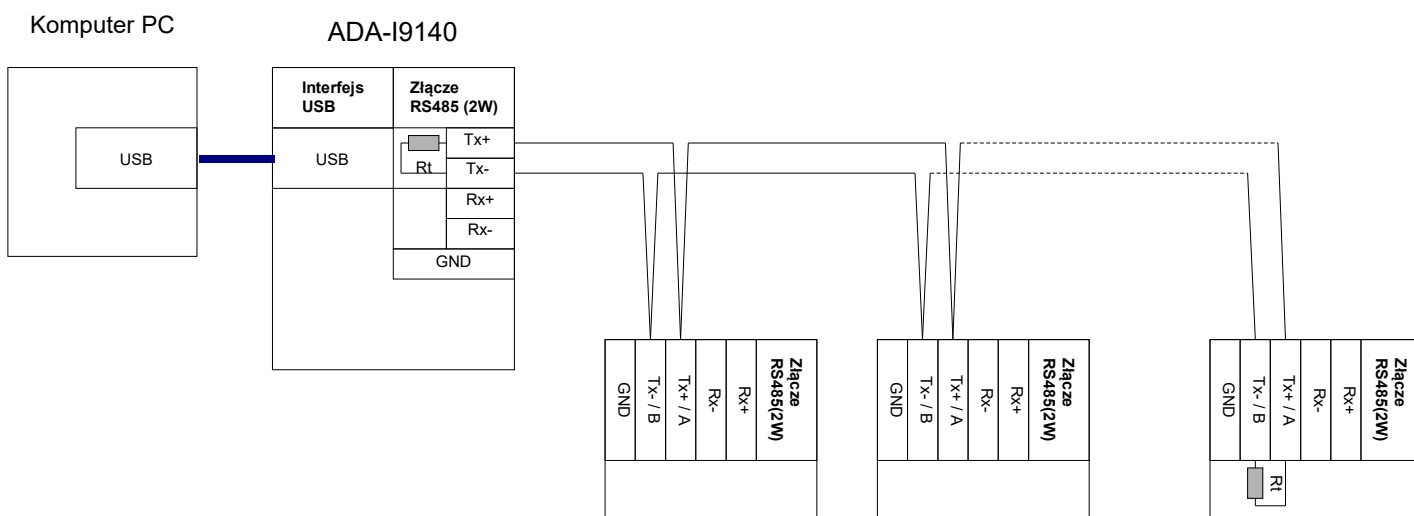 Komputer PC
ADA-I9140
Interfejs
USB
Złącze
RS485 (2W)
USB
USB
Rt
Tx+
Tx-
Rx+
Rx-
GND
GND
Tx- / B
Tx+ / A
Rx-
Rx+
Złącze
RS485(2W)
GND
Tx- / B
Tx+ / A
Rx-
Rx+
Złącze
RS485(2W)
GND
Tx- / B
Tx+ / A
Rx-
Rx+
Złącze
RS485(2W)
Rt